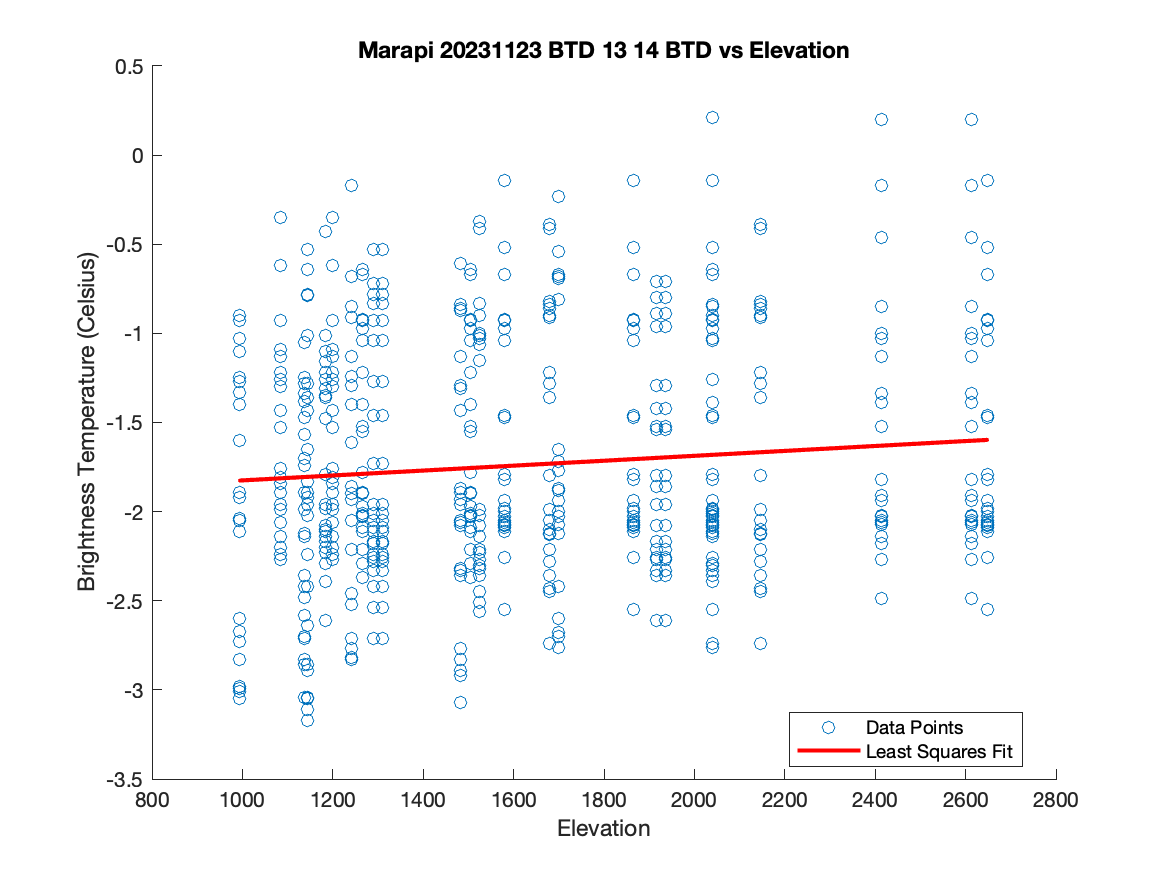 Marapi 20231123 BTD 13 14 BTD vs Elevation
0.5
0
-0.5
-1
-1.5
-2
-2.5
-3
-3.5
Brightness Temperature (Celsius)
Data Points
Least Squares Fit
800 1000 1200 1400 1600 1800 2000 2200 2400 2600 2800
Elevation